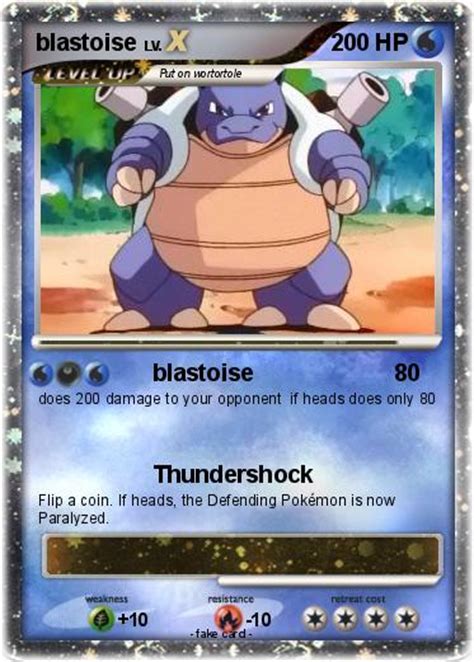 blastoise LV.X 200 HP
LEVEL-UP Put on wortortole
blastoise 80
does 200 damage to your opponent if heads does only 80
Thundershock
Flip a coin. If heads, the Defending Pokémon is now
Paralyzed.
weakness resistance retreat cost
+10 -10
- fake card -